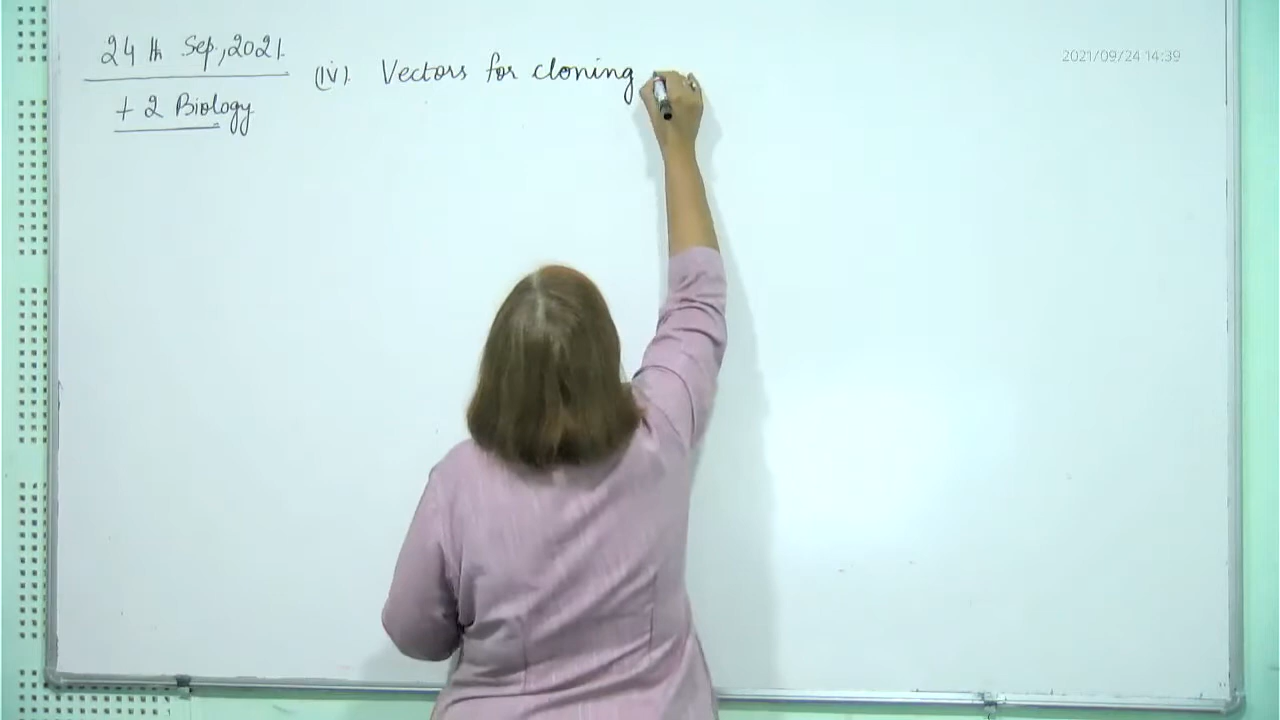 24 th Sep, 2021.
+ 2 Biology
(iv). Vectors for cloning
2021/09/24 14:39